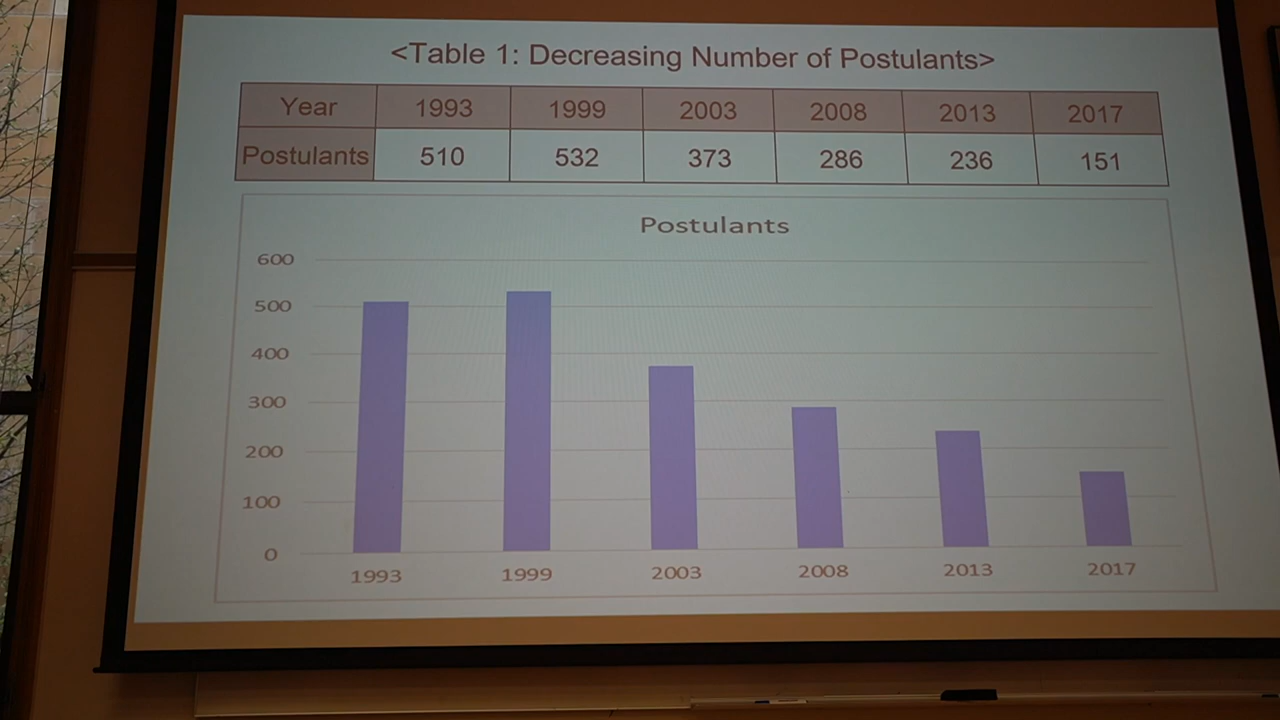 <Table 1: Decreasing Number of Postulants>
Year 1993 1999 2003 2008 2013 2017
Postulants 510 532 373 286 236 151
Postulants
600
500
400
300
200
100
0
1993 1999 2003 2008 2013 2017